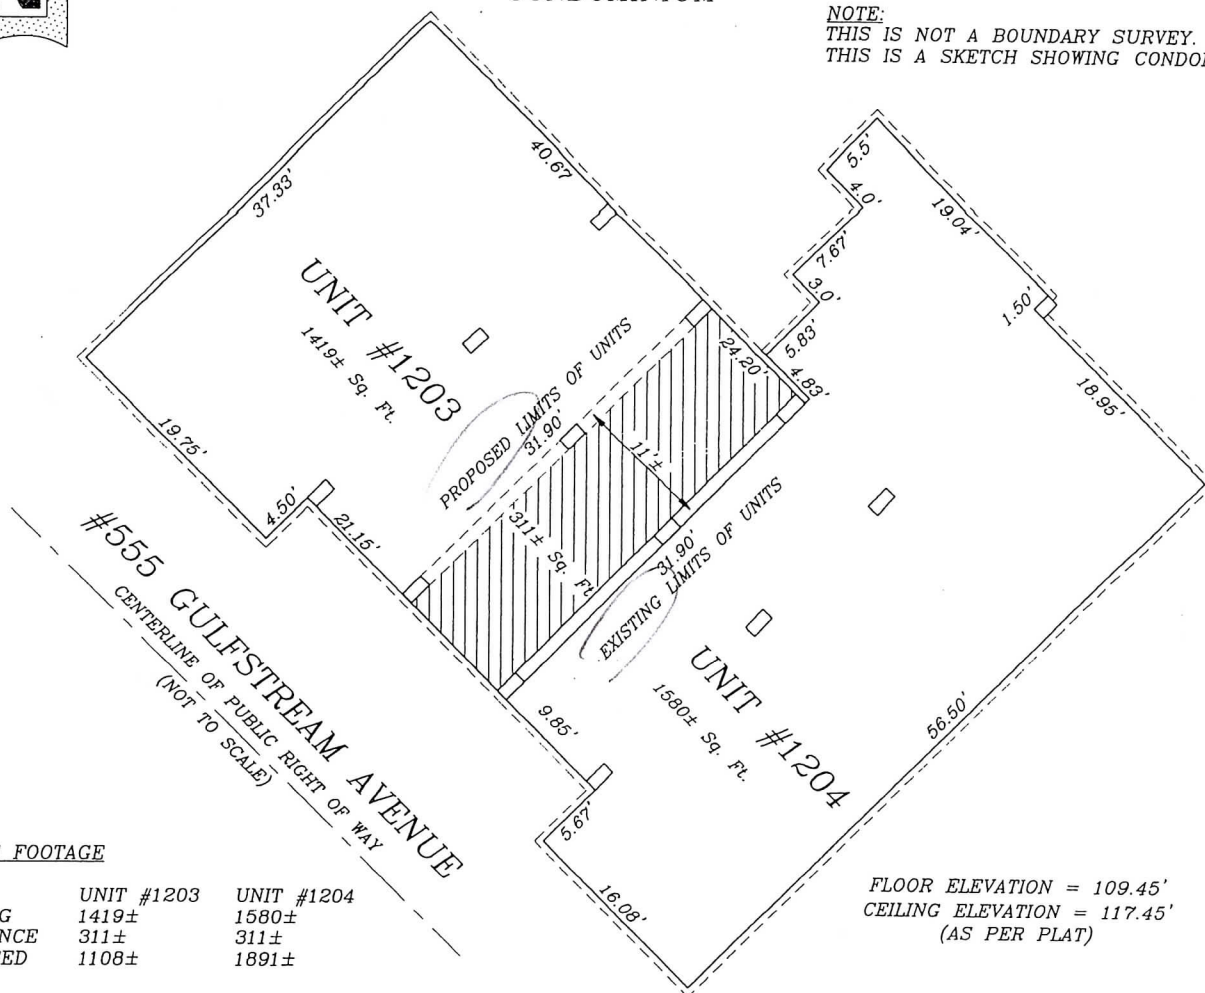 NOTE:
THIS IS NOT A BOUNDARY SURVEY.
THIS IS A SKETCH SHOWING
40.67
37.33'
5.5'
4.0'
19.04'
7.67'
3.0'
1.50'
5.83'
4.83'
18.95'
24.20'
UNIT #1203
1419± Sq. Ft.
PROPOSED LIMITS OF UNITS
31.90'
11'±
311± Sq. Ft.
31.90'
EXISTING LIMITS OF UNITS
19.75'
4.50'
21.15'
#555 GULFSTREAM AVENUE
CENTERLINE OF PUBLIC RIGHT OF WAY
(NOT TO SCALE)
9.85'
5.67'
16.08'
56.50'
UNIT #1204
1580± Sq. Ft.
FOOTAGE
UNIT #1203 UNIT #1204
G 1419± 1580±
NCE 311± 311±
ED 1108± 1891±
FLOOR ELEVATION = 109.45'
CEILING ELEVATION = 117.45'
(AS PER PLAT)